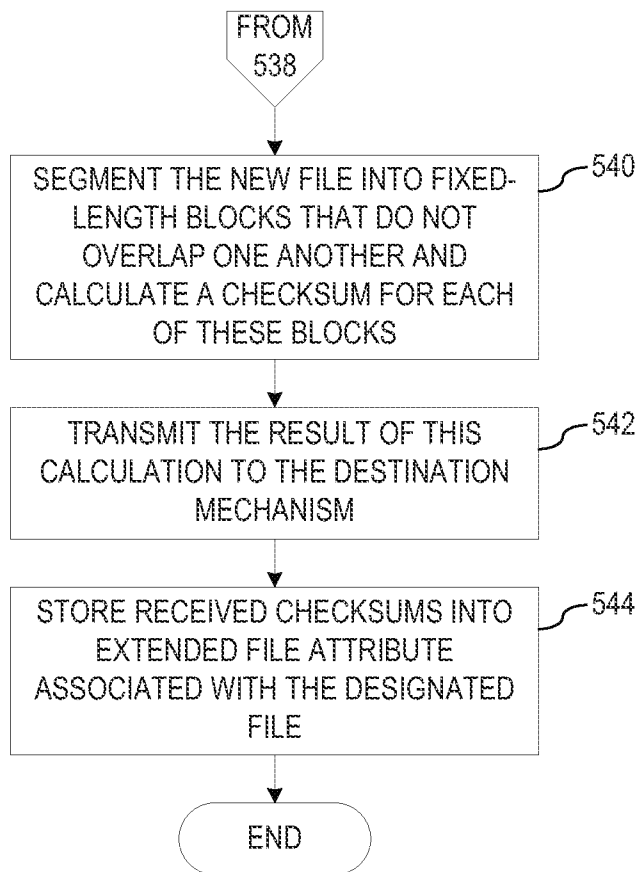 FROM
538
SEGMENT THE NEW FILE INTO FIXED-
LENGTH BLOCKS THAT DO NOT
OVERLAP ONE ANOTHER AND
CALCULATE A CHECKSUM FOR EACH
OF THESE BLOCKS
540
TRANSMIT THE RESULT OF THIS
CALCULATION TO THE DESTINATION
MECHANISM
542
STORE RECEIVED CHECKSUMS INTO
EXTENDED FILE ATTRIBUTE
ASSOCIATED WITH THE DESIGNATED
FILE
544
END